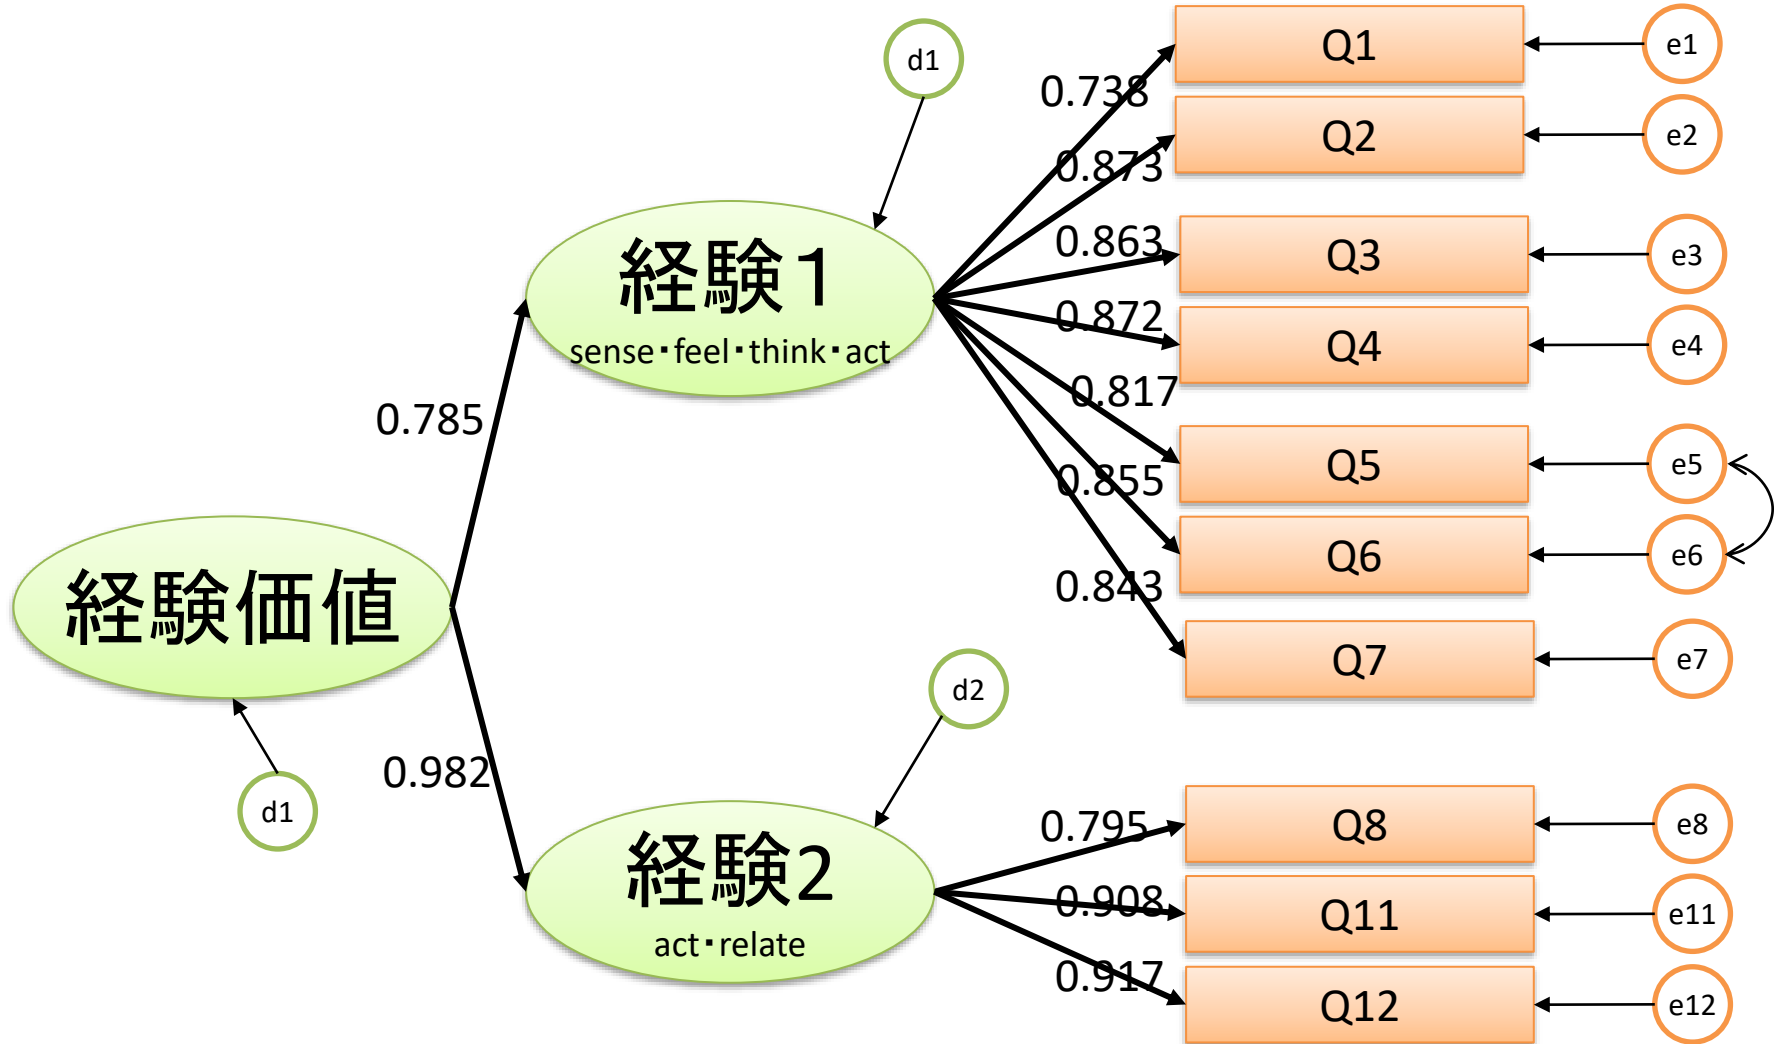 d1
Q1
e1
0.738
Q2
e2
0.873
経験1
sense・feel・think・act
0.863
Q3
e3
0.872
Q4
e4
0.785
0.817
Q5
e5
0.855
Q6
e6
経験価値
0.843
Q7
e7
d2
0.982
d1
経験2
act・relate
0.795
Q8
e8
0.908
Q11
e11
0.917
Q12
e12